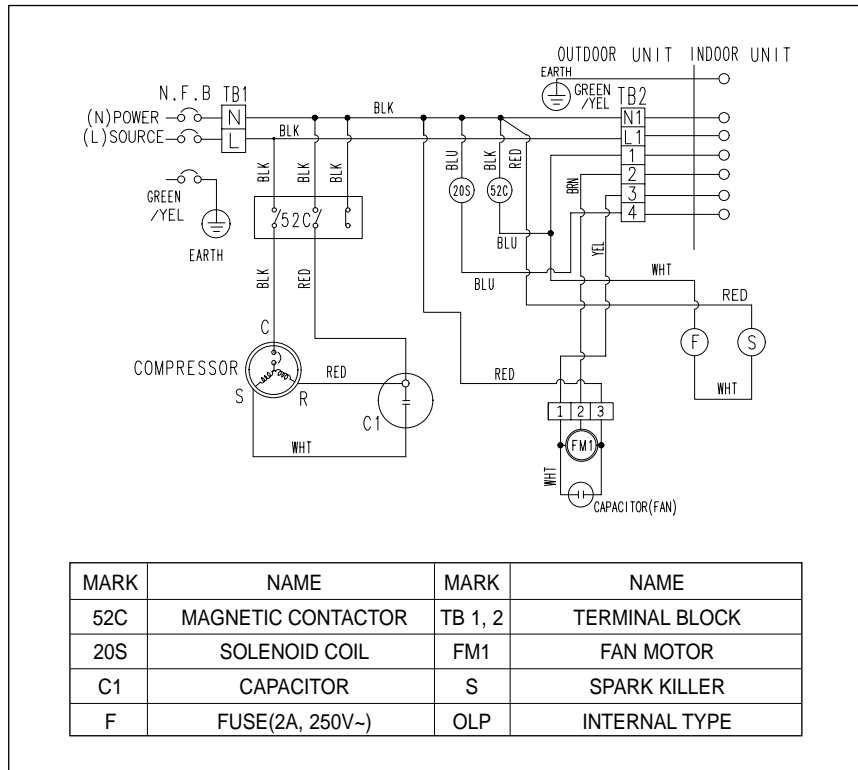 OUTDOOR UNIT INDOOR UNIT
EARTH
GREEN
/YEL
TB2
N.F.B TB1
BLK
(N)POWER
N
N1
(L)SOURCE
L
BLK
L1
1
2
3
4
BLK
BLK
BLK
BLU
BLK
RED
BRN
20S
52C
GREEN
/YEL
EARTH
52C
BLU
YEL
BLU
WHT
BLK
RED
RED
C
COMPRESSOR
S
R
RED
C1
WHT
RED
F
S
WHT
1 2 3
FM1
WHT
CAPACITOR(FAN)
MARK NAME MARK NAME
52C MAGNETIC CONTACTOR TB 1, 2 TERMINAL BLOCK
20S SOLENOID COIL FM1 FAN MOTOR
C1 CAPACITOR S SPARK KILLER
F FUSE(2A, 250V~) OLP INTERNAL TYPE